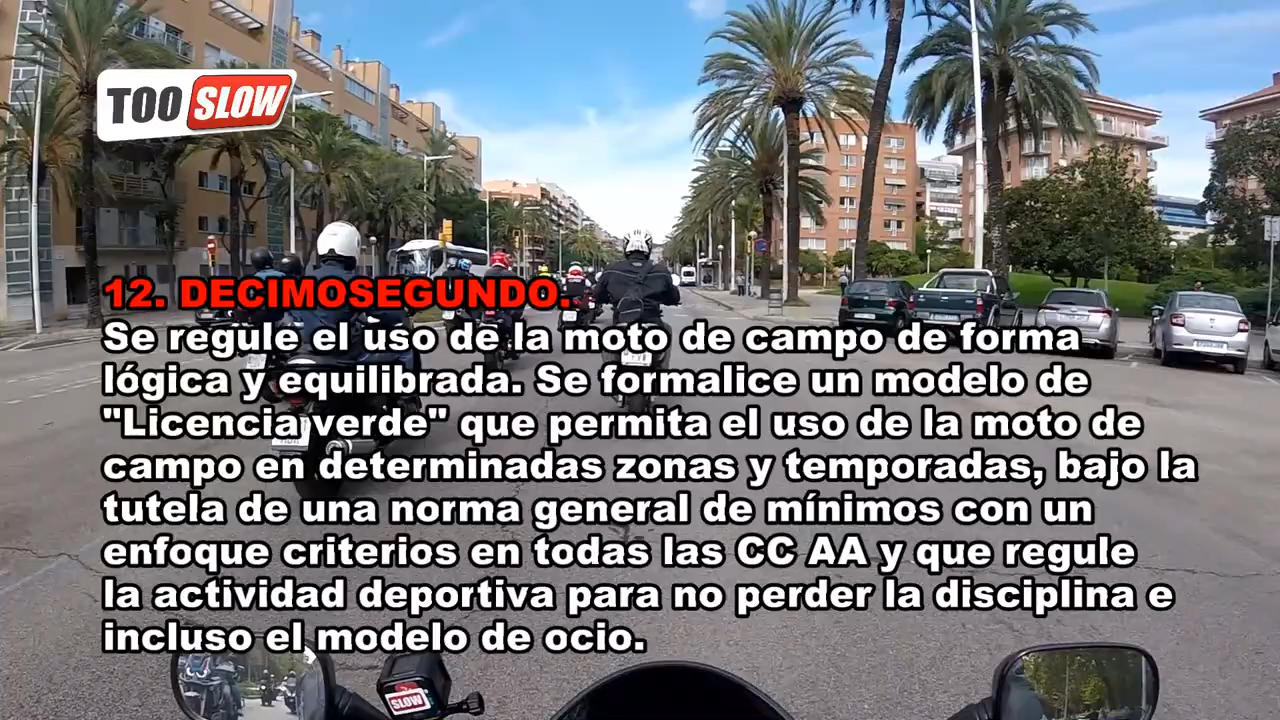 TOO SLOW
12. DECIMOSEGUNDO.
Se regule el uso de la moto de campo de forma
lógica y equilibrada. Se formalice un modelo de
"Licencia verde" que permita el uso de la moto de
campo en determinadas zonas y temporadas, bajo la
tutela de una norma general de mínimos con un
enfoque criterios en todas las CC AA y que regule
la actividad deportiva para no perder la disciplina e
incluso el modelo de ocio.
SLOW